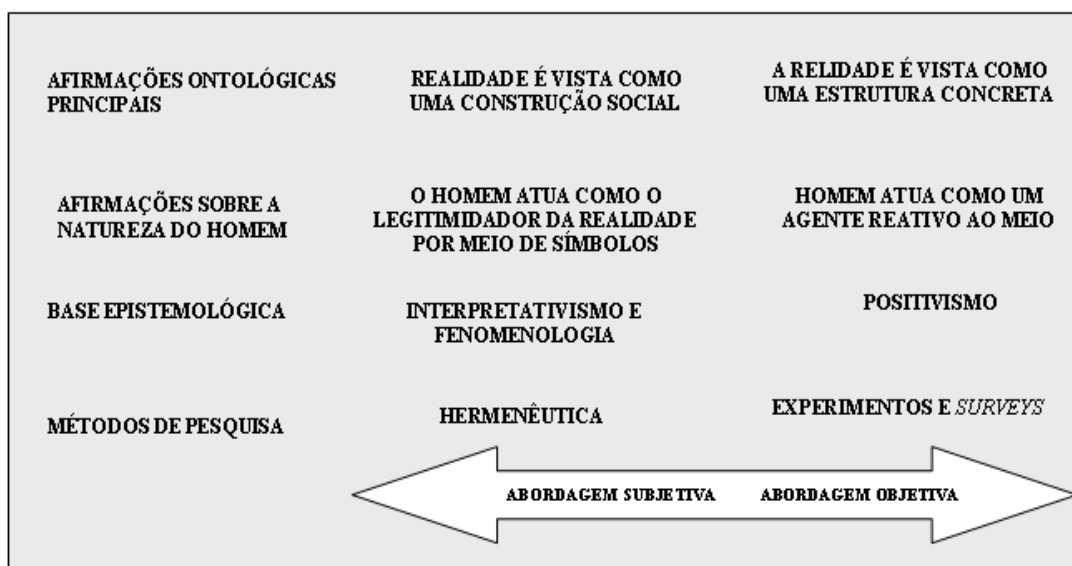 AFIRMAÇÕES ONTOLÓGICAS
PRINCIPAIS
REALIDADE É VISTA COMO
UMA CONSTRUÇÃO SOCIAL
A RELIDADE É VISTA COMO
UMA ESTRUTURA CONCRETA
AFIRMAÇÕES SOBRE A
NATUREZA DO HOMEM
O HOMEM ATUA COMO O
LEGITIMIDADOR DA REALIDADE
POR MEIO DE SÍMBOLOS
HOMEM ATUA COMO UM
AGENTE REATIVO AO MEIO
BASE EPISTEMOLÓGICA
INTERPRETATIVISMO E
FENOMENOLOGIA
POSITIVISMO
MÉTODOS DE PESQUISA
HERMENÊUTICA
EXPERIMENTOS E SURVEYS
ABORDAGEM SUBJETIVA
ABORDAGEM OBJETIVA